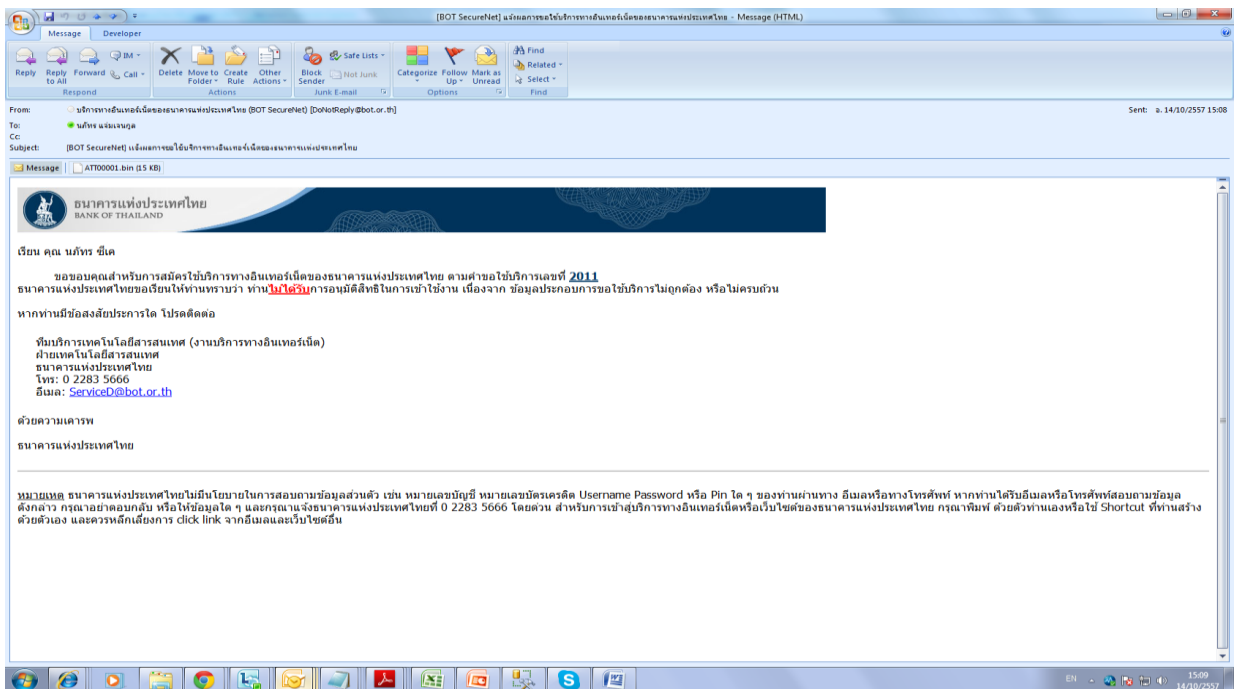 [BOT SecureNet] แจ้งผลการขอใช้บริการทางอินเทอร์เน็ตของธนาคารแห่งประเทศไทย - Message (HTML)
Message Developer
Reply Reply to All Forward IM Call Delete Move to Folder Create Rule Other Actions Block Sender Safe Lists Not Junk Categorize Follow Up Mark as Unread Find Related Select
Respond Actions Junk E-mail Options Find
From: บริการทางอินเทอร์เน็ตของธนาคารแห่งประเทศไทย (BOT SecureNet) [DoNotReply@bot.or.th] Sent: อ. 14/10/2557 15:08
To: นภัทร แฉ่มเจนกูล
Cc:
Subject: [BOT SecureNet] แจ้งผลการขอใช้บริการทางอินเทอร์เน็ตของธนาคารแห่งประเทศไทย
Message ATT00001.bin (15 KB)
ธนาคารแห่งประเทศไทย
BANK OF THAILAND
เรียน คุณ นภัทร ซีเค
ขอขอบคุณสำหรับการสมัครใช้บริการทางอินเทอร์เน็ตของธนาคารแห่งประเทศไทย ตามคำขอใช้บริการเลขที่ 2011
ธนาคารแห่งประเทศไทยขอเรียนให้ท่านทราบว่า ท่านไม่ได้รับการอนุมัติสิทธิในการเข้าใช้งาน เนื่องจาก ข้อมูลประกอบการขอใช้บริการไม่ถูกต้อง หรือไม่ครบถ้วน
หากท่านมีข้อสงสัยประการใด โปรดติดต่อ
ทีมบริการเทคโนโลยีสารสนเทศ (งานบริการทางอินเทอร์เน็ต)
ฝ่ายเทคโนโลยีสารสนเทศ
ธนาคารแห่งประเทศไทย
โทร: 0 2283 5666
อีเมล: ServiceD@bot.or.th
ด้วยความเคารพ
ธนาคารแห่งประเทศไทย
หมายเหตุ ธนาคารแห่งประเทศไทยไม่มีนโยบายในการสอบถามข้อมูลส่วนตัว เช่น หมายเลขบัญชี หมายเลขบัตรเครดิต Username Password หรือ Pin ใด ๆ ของท่านผ่านทาง อีเมลหรือทางโทรศัพท์ หากท่านได้รับอีเมลหรือโทรศัพท์สอบถามข้อมูล
ดังกล่าว กรุณาอย่าตอบกลับ หรือให้ข้อมูลใด ๆ และกรุณาแจ้งธนาคารแห่งประเทศไทยที่ 0 2283 5666 โดยด่วน สำหรับการเข้าสู่บริการทางอินเทอร์เน็ตหรือเว็บไซต์ของธนาคารแห่งประเทศไทย กรุณาพิมพ์ ด้วยตัวท่านเองหรือใช้ Shortcut ที่ท่านสร้าง
ด้วยตัวเอง และควรหลีกเลี่ยงการ click link จากอีเมลและเว็บไซต์อื่น
EN 15:09
14/10/2557